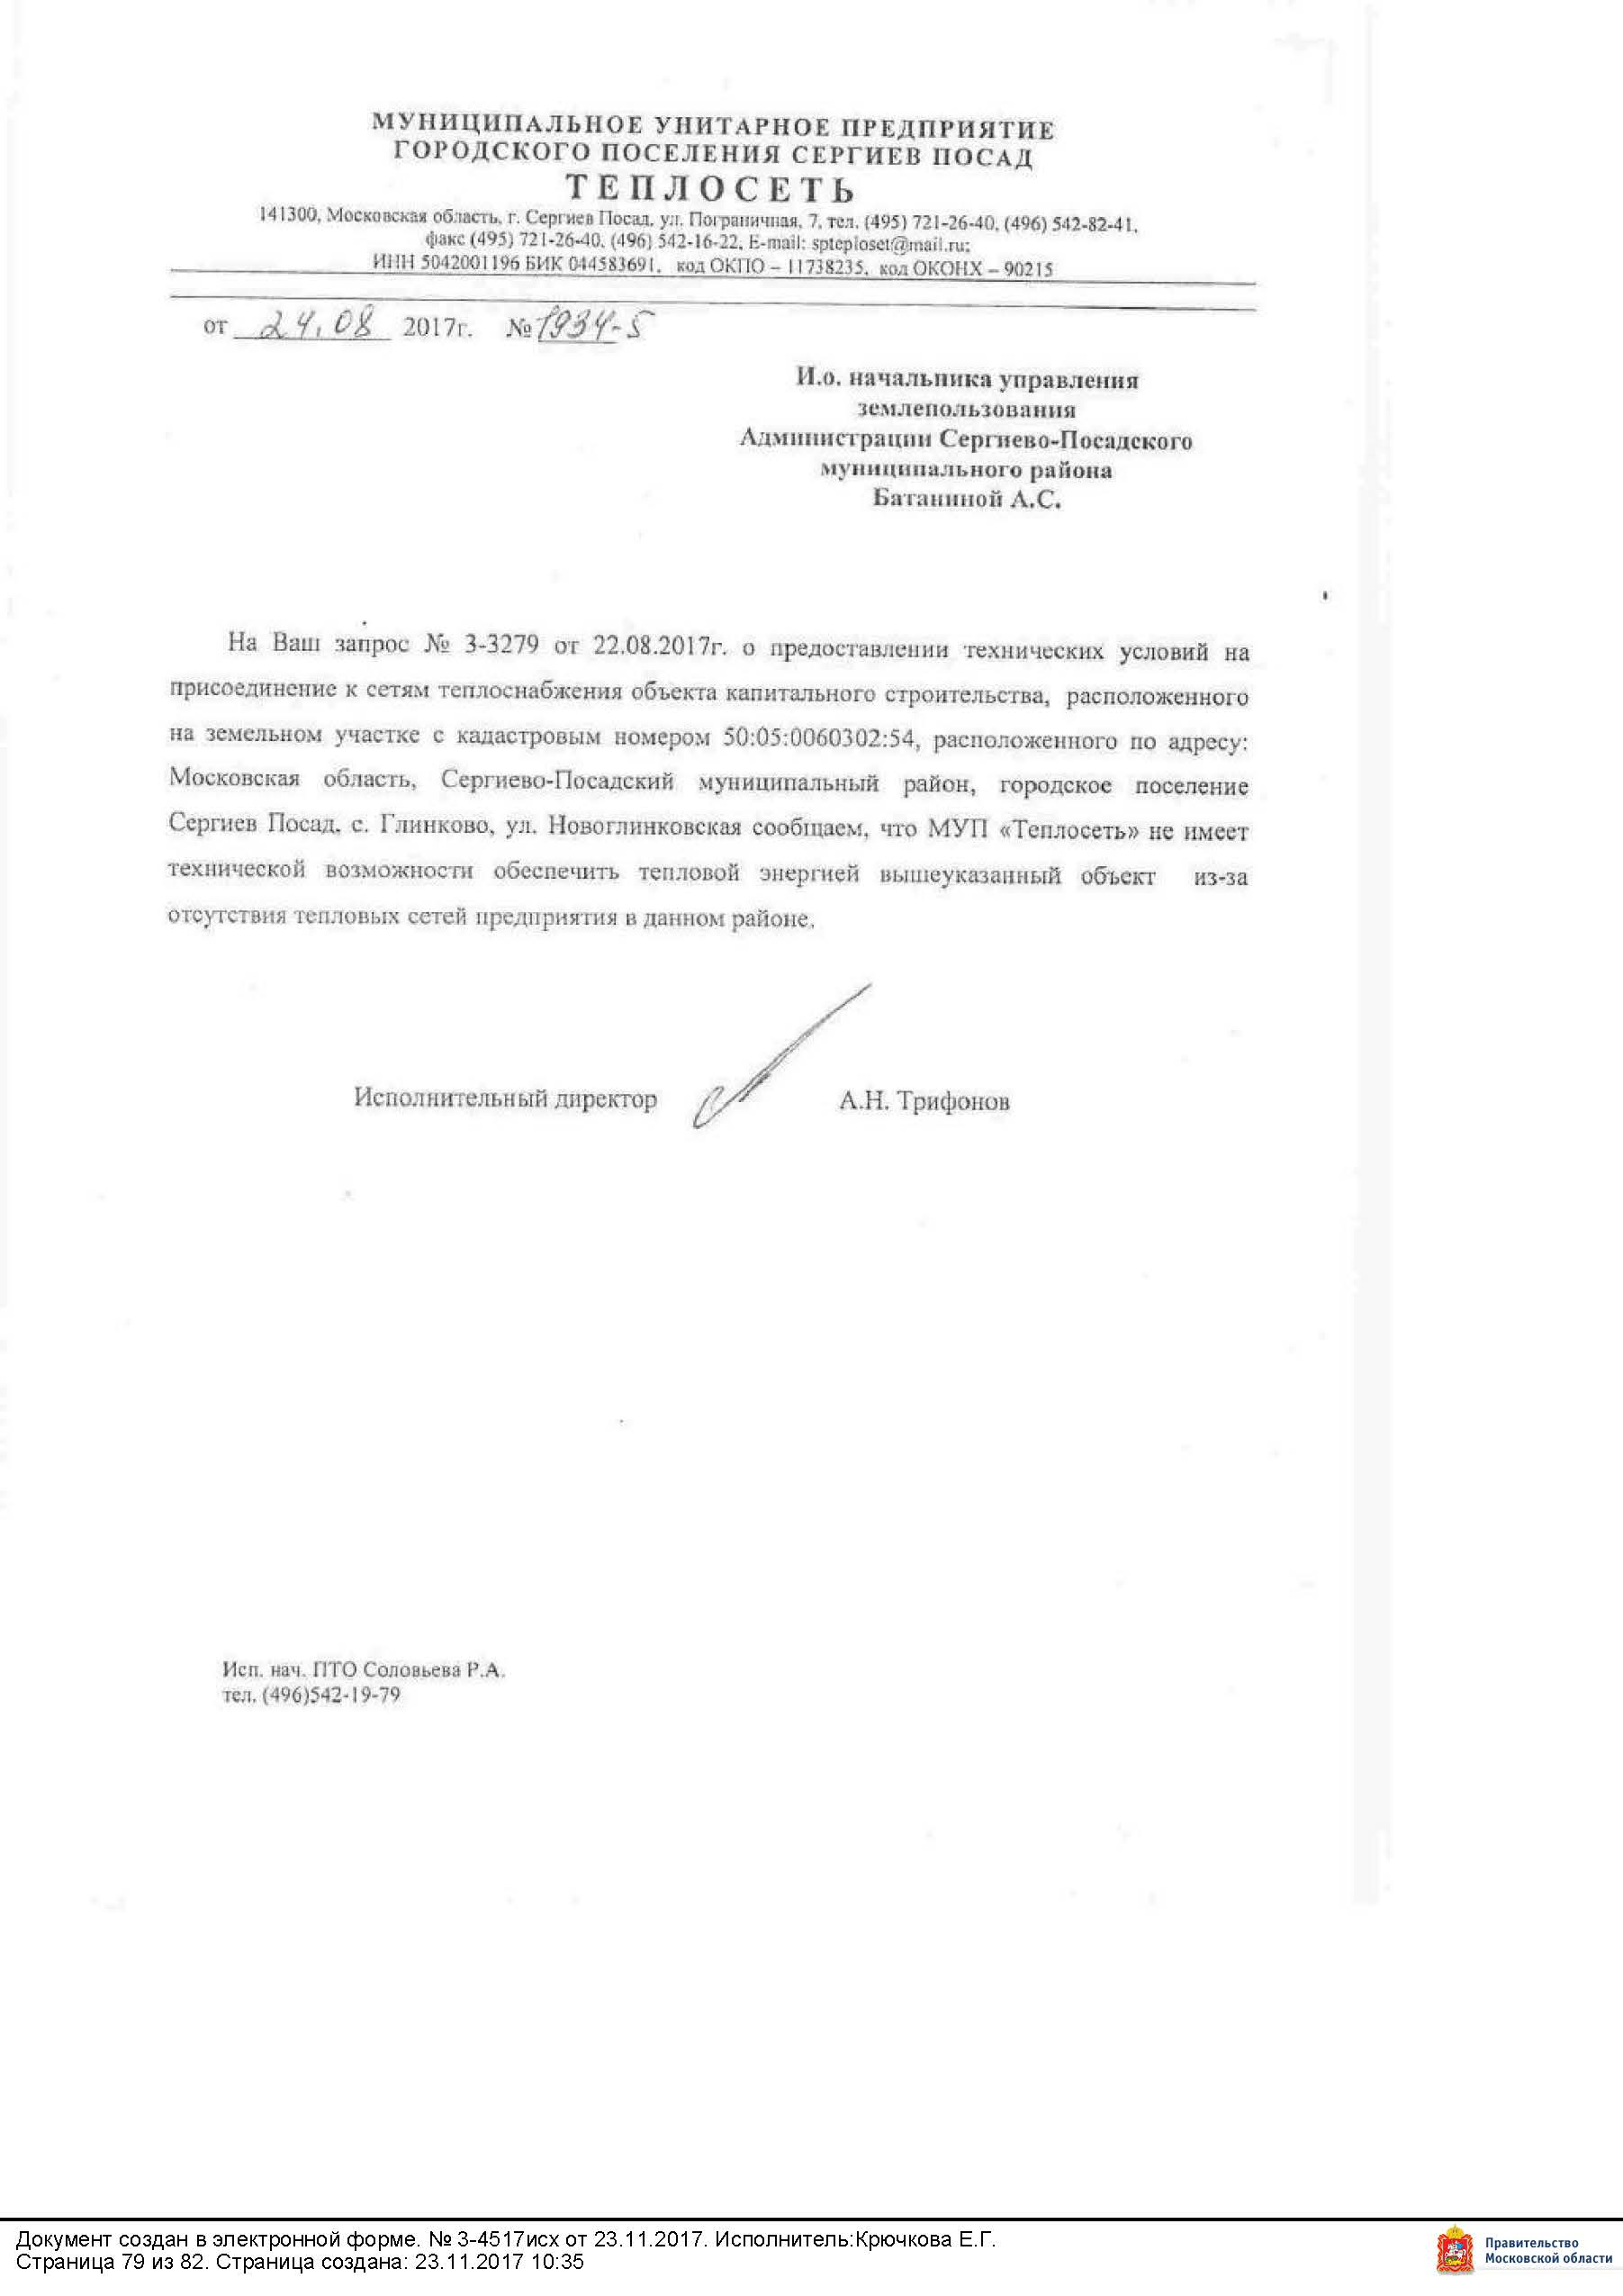 МУНИЦИПАЛЬНОЕ УНИТАРНОЕ ПРЕДПРИЯТИЕ
ГОРОДСКОГО ПОСЕЛЕНИЯ СЕРГИЕВ ПОСАД
ТЕПЛОСЕТЬ
141300, Московская область, г. Сергиев Посад, ул. Пограничная, 7, тел. (495) 721-26-40, (496) 542-82-41,
факс (495) 721-26-40, (496) 542-16-22, E-mail: spteploset@mail.ru;
ИНН 5042001196 БИК 044583691, код ОКПО – 11738235, код ОКОНХ – 90215
от 24.08 2017г. № 1934-5
И.о. начальника управления
землепользования
Администрации Сергиево-Посадского
муниципального района
Батаниной А.С.
На Ваш запрос № 3-3279 от 22.08.2017г. о предоставлении технических условий на
присоединение к сетям теплоснабжения объекта капитального строительства, расположенного
на земельном участке с кадастровым номером 50:05:0060302:54, расположенного по адресу:
Московская область, Сергиево-Посадский муниципальный район, городское поселение
Сергиев Посад, с. Глинково, ул. Новоглинковская сообщаем, что МУП «Теплосеть» не имеет
технической возможности обеспечить тепловой энергией вышеуказанный объект из-за
отсутствия тепловых сетей предприятия в данном районе.
Исполнительный директор А.Н. Трифонов
Исп. нач. ПТО Соловьева Р.А.
тел. (496)542-19-79
Документ создан в электронной форме. № 3-4517исх от 23.11.2017. Исполнитель:Крючкова Е.Г.
Страница 79 из 82. Страница создана: 23.11.2017 10:35
Правительство
Московской области